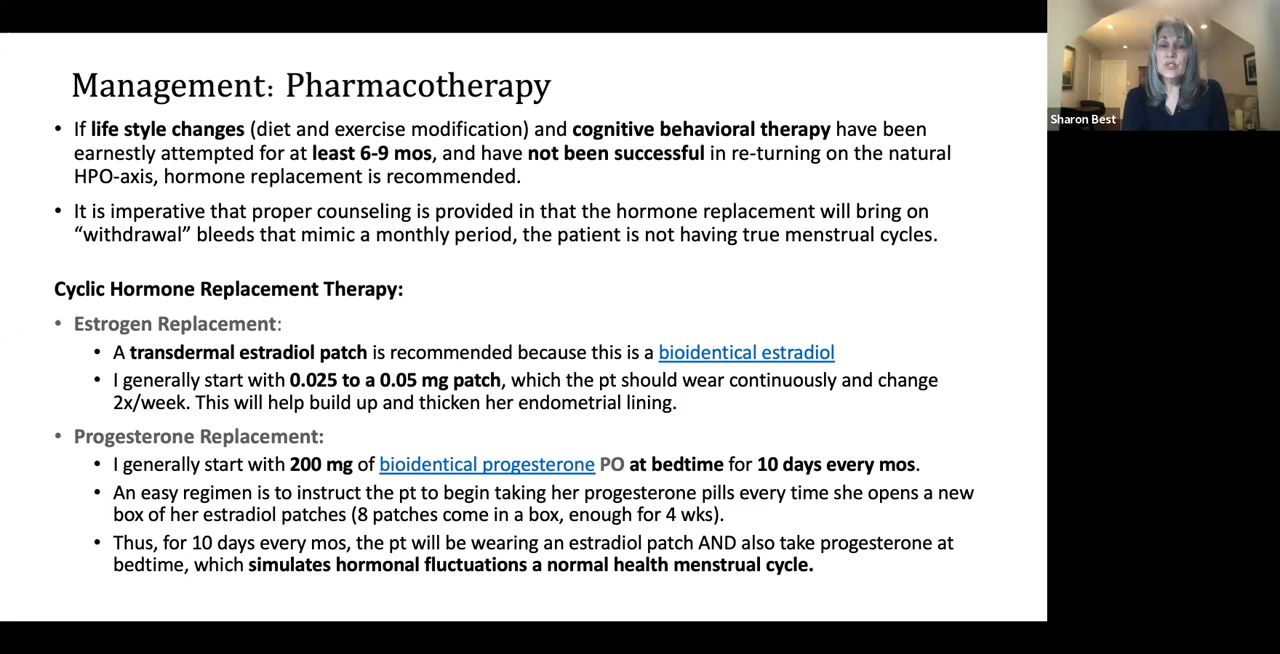 Management: Pharmacotherapy
• If life style changes (diet and exercise modification) and cognitive behavioral therapy have been
earnestly attempted for at least 6-9 mos, and have not been successful in re-turning on the natural
HPO-axis, hormone replacement is recommended.
• It is imperative that proper counseling is provided in that the hormone replacement will bring on
“withdrawal” bleeds that mimic a monthly period, the patient is not having true menstrual cycles.
Cyclic Hormone Replacement Therapy:
• Estrogen Replacement:
• A transdermal estradiol patch is recommended because this is a bioidentical estradiol
• I generally start with 0.025 to a 0.05 mg patch, which the pt should wear continuously and change
2x/week. This will help build up and thicken her endometrial lining.
• Progesterone Replacement:
• I generally start with 200 mg of bioidentical progesterone PO at bedtime for 10 days every mos.
• An easy regimen is to instruct the pt to begin taking her progesterone pills every time she opens a new
box of her estradiol patches (8 patches come in a box, enough for 4 wks).
• Thus, for 10 days every mos, the pt will be wearing an estradiol patch AND also take progesterone at
bedtime, which simulates hormonal fluctuations a normal health menstrual cycle.
Sharon Best